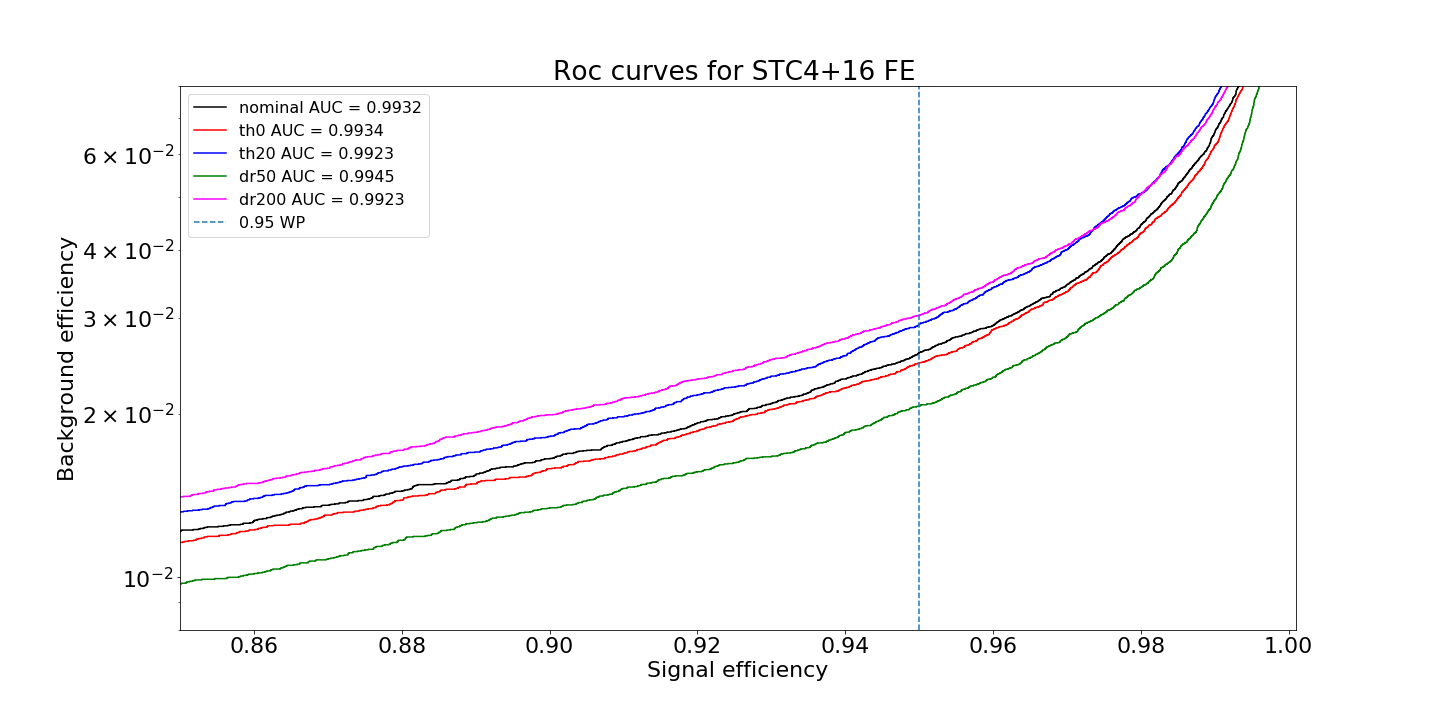 Roc curves for STC4+16 FE
nominal AUC = 0.9932
th0 AUC = 0.9934
th20 AUC = 0.9923
dr50 AUC = 0.9945
dr200 AUC = 0.9923
0.95 WP
Background efficiency
6 × 10⁻²
4 × 10⁻²
3 × 10⁻²
2 × 10⁻²
10⁻²
0.86 0.88 0.90 0.92 0.94 0.96 0.98 1.00
Signal efficiency